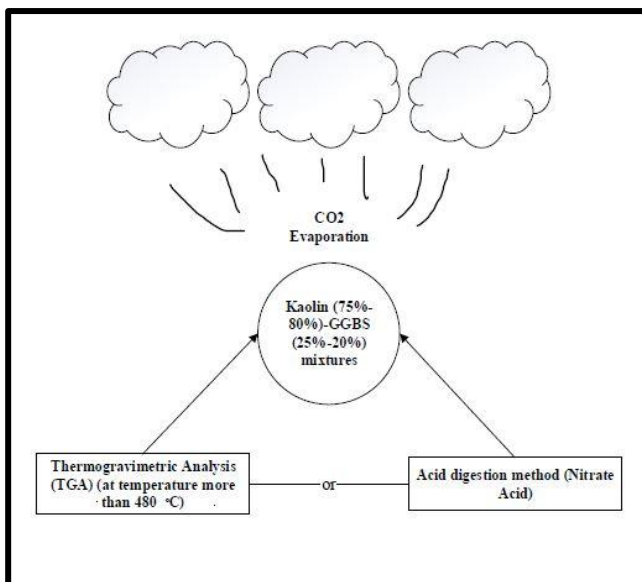 CO2
Evaporation
Kaolin (75%-
80%)-GGBS
(25%-20%)
mixtures
Thermogravimetric Analysis
(TGA) (at temperature more
than 480 °C)
or
Acid digestion method (Nitrate
Acid)